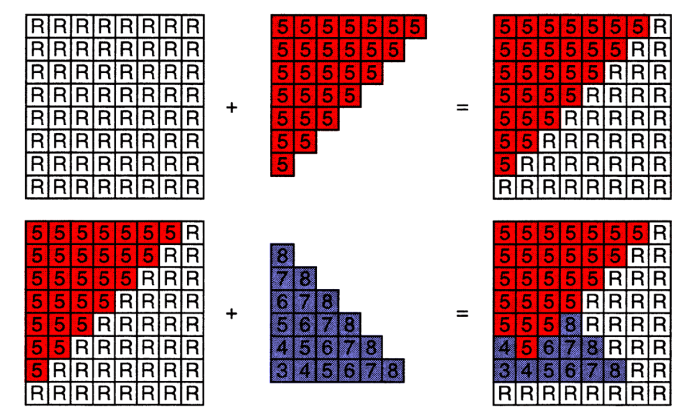 R R R R R R R R
R R R R R R R R
R R R R R R R R
R R R R R R R R
R R R R R R R R
R R R R R R R R
R R R R R R R R
R R R R R R R R
+
5 5 5 5 5 5 5
5 5 5 5 5 5
5 5 5 5 5
5 5 5 5
5 5 5
5 5
5
=
5 5 5 5 5 5 5 R
5 5 5 5 5 5 R R
5 5 5 5 5 R R R
5 5 5 5 R R R R
5 5 5 R R R R R
5 5 R R R R R R
5 R R R R R R R
R R R R R R R R
5 5 5 5 5 5 5 R
5 5 5 5 5 5 R R
5 5 5 5 5 R R R
5 5 5 5 R R R R
5 5 5 R R R R R
5 5 R R R R R R
5 R R R R R R R
R R R R R R R R
+
8
7 8
6 7 8
5 6 7 8
4 5 6 7 8
3 4 5 6 7 8
=
5 5 5 5 5 5 5 R
5 5 5 5 5 5 R R
5 5 5 5 5 R R R
5 5 5 5 R R R R
5 5 5 8 R R R R
4 5 6 7 8 R R R
3 4 5 6 7 8 R R
R R R R R R R R